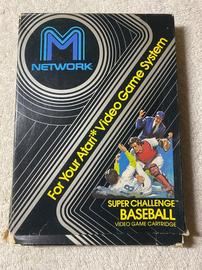 M
NETWORK
For Your Atari* Video Game System
SUPER CHALLENGE™
BASEBALL
VIDEO GAME CARTRIDGE